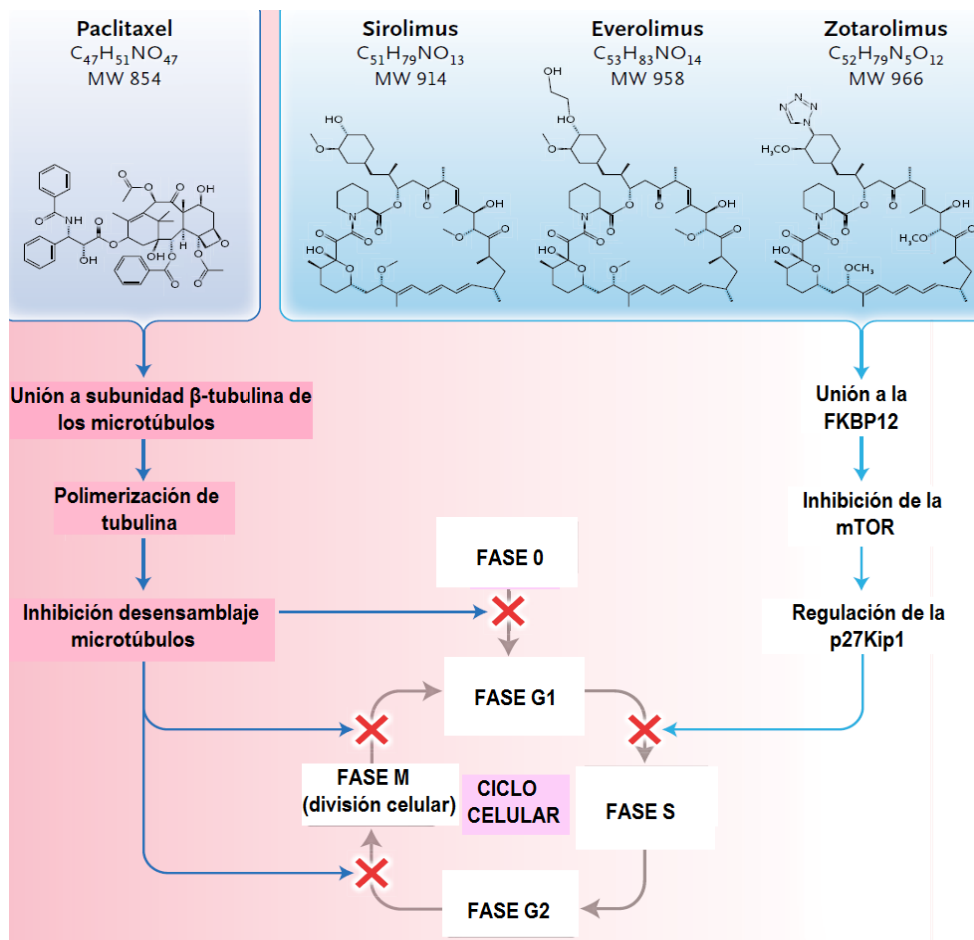 Paclitaxel
C₄₇H₅₁NO₄₇
MW 854
Sirolimus
C₅₁H₇₉NO₁₃
MW 914
Everolimus
C₅₃H₈₃NO₁₄
MW 958
Zotarolimus
C₅₂H₇₉N₅O₁₂
MW 966
Unión a subunidad β-tubulina de
los microtúbulos
Polimerización de
tubulina
Inhibición desensamblaje
microtúbulos
Unión a la
FKBP12
Inhibición de la
mTOR
Regulación de la
p27Kip1
FASE 0
FASE G1
FASE M
(división celular)
CICLO
CELULAR
FASE S
FASE G2